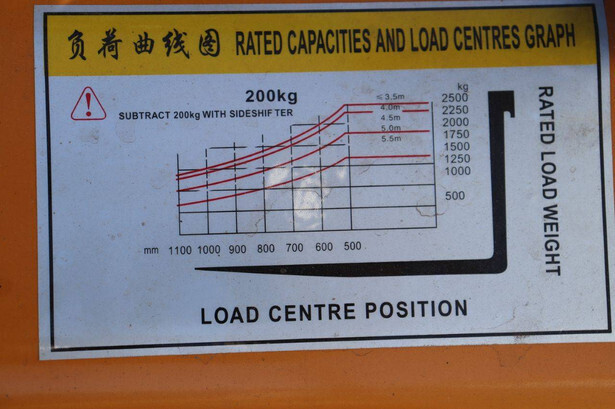 负荷曲线图 RATED CAPACITIES AND LOAD CENTRES GRAPH
200kg
SUBTRACT 200kg WITH SIDESHIFTER
≤3.5m
4.0m
4.5m
5.0m
5.5m
kg
2500
2250
2000
1750
1500
1250
1000
500
RATED LOAD WEIGHT
mm 1100 1000 900 800 700 600 500
LOAD CENTRE POSITION